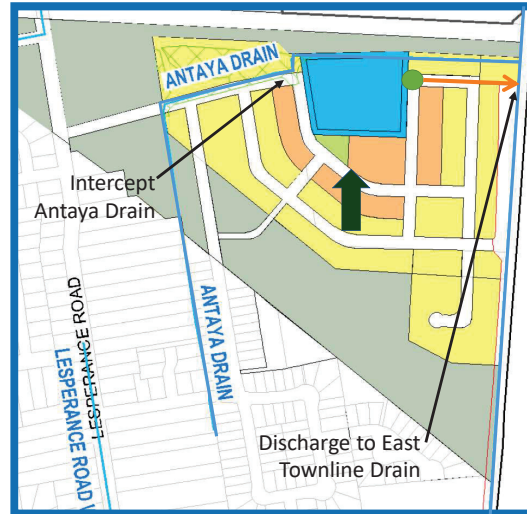 ANTAYA DRAIN
Intercept
Antaya Drain
ANTAYA DRAIN
LESPERANCE ROAD
LESPERANCE ROAD
Discharge to East
Townline Drain